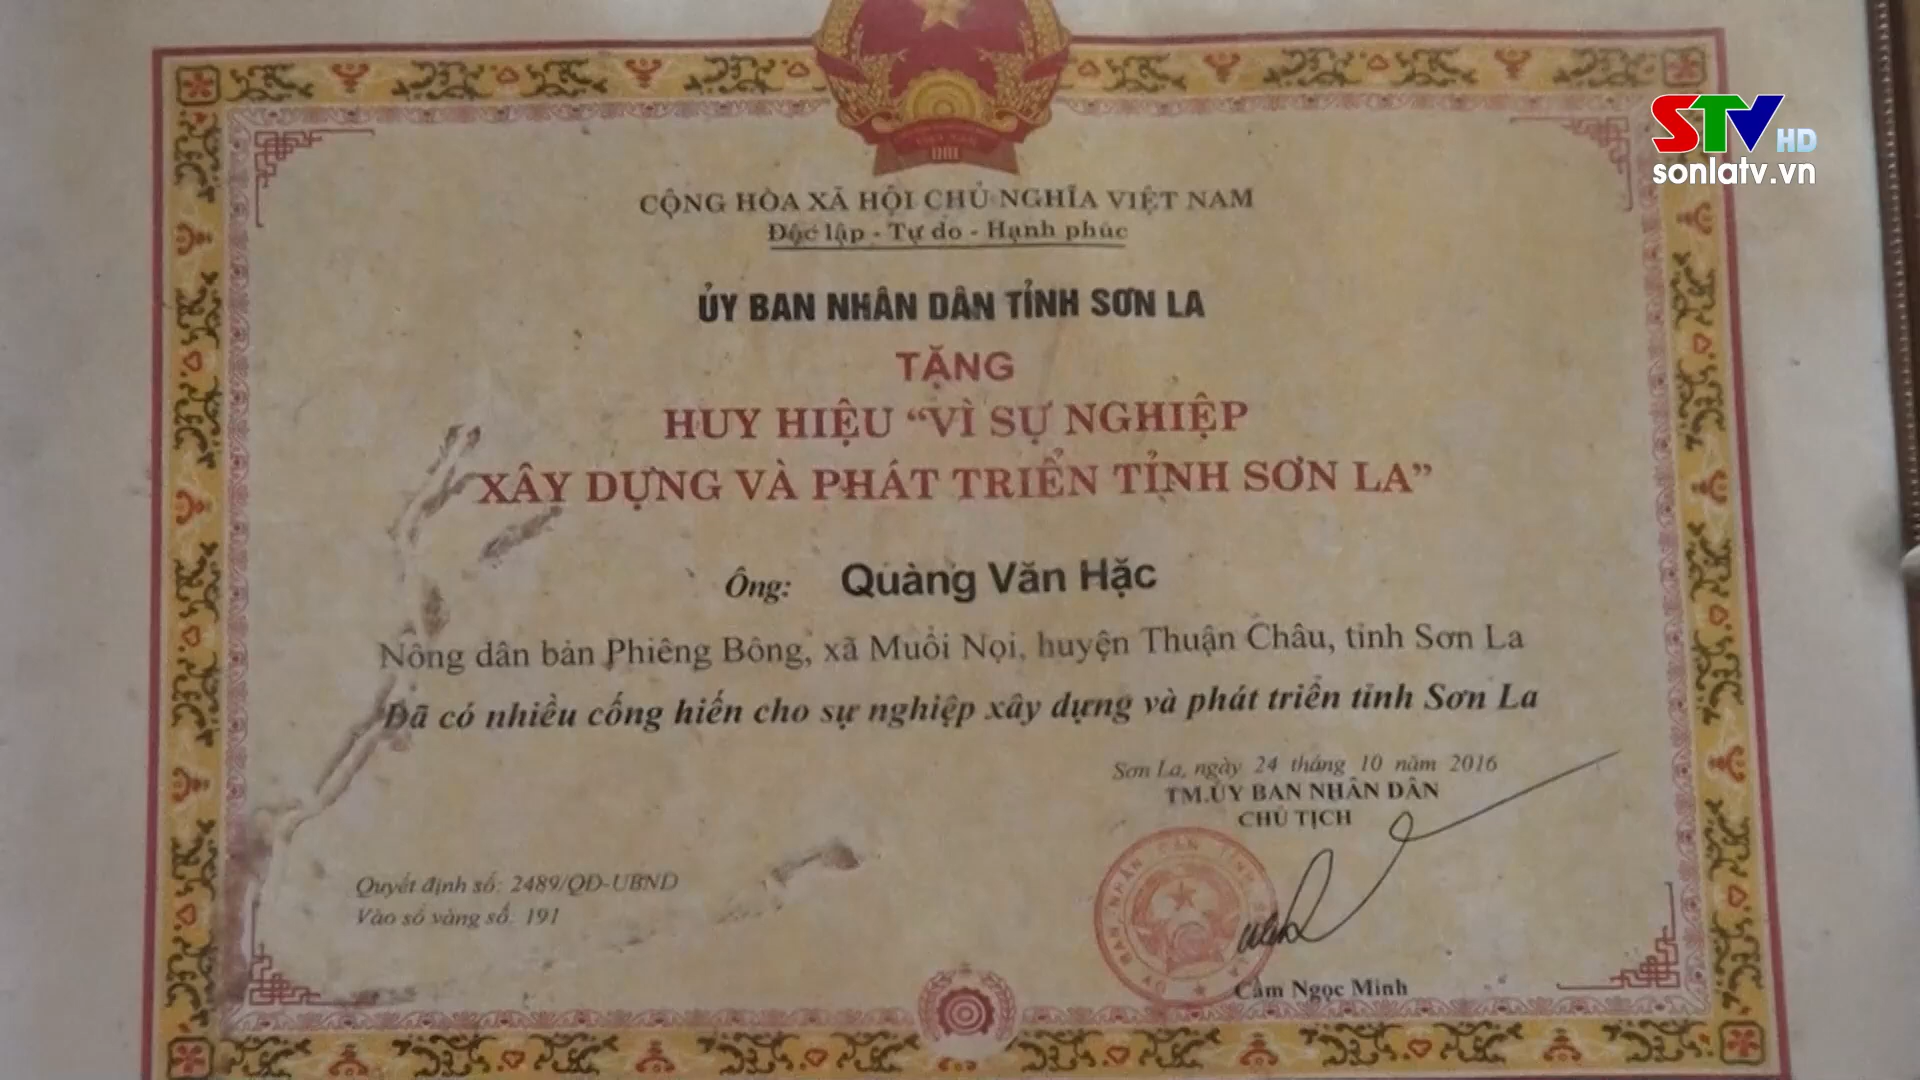 STV HD
sonlatv.vn
CỘNG HÒA XÃ HỘI CHỦ NGHĨA VIỆT NAM
Độc lập - Tự do - Hạnh phúc
ỦY BAN NHÂN DÂN TỈNH SƠN LA
TẶNG
HUY HIỆU “VÌ SỰ NGHIỆP
XÂY DỰNG VÀ PHÁT TRIỂN TỈNH SƠN LA”
Ông: Quàng Văn Hặc
Nông dân bản Phiêng Bông, xã Muổi Nọi, huyện Thuận Châu, tỉnh Sơn La
Đã có nhiều cống hiến cho sự nghiệp xây dựng và phát triển tỉnh Sơn La
Sơn La, ngày 24 tháng 10 năm 2016
TM.ỦY BAN NHÂN DÂN
CHỦ TỊCH
Quyết định số: 2489/QĐ-UBND
Vào sổ vàng số: 191
Cầm Ngọc Minh